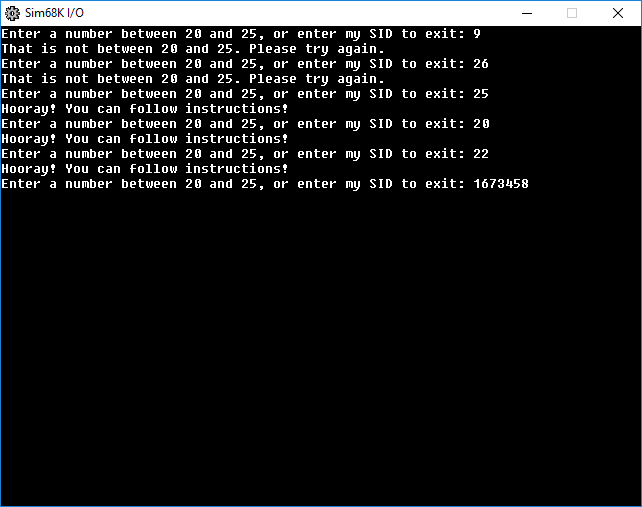 Sim68K I/O
Enter a number between 20 and 25, or enter my SID to exit: 9
That is not between 20 and 25. Please try again.
Enter a number between 20 and 25, or enter my SID to exit: 26
That is not between 20 and 25. Please try again.
Enter a number between 20 and 25, or enter my SID to exit: 25
Hooray! You can follow instructions!
Enter a number between 20 and 25, or enter my SID to exit: 20
Hooray! You can follow instructions!
Enter a number between 20 and 25, or enter my SID to exit: 22
Hooray! You can follow instructions!
Enter a number between 20 and 25, or enter my SID to exit: 1673458